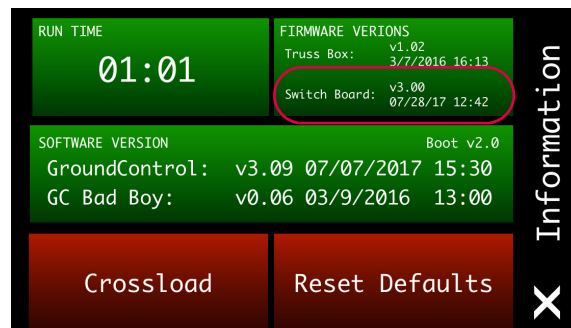 RUN TIME
01:01
FIRMWARE VERIONS
Truss Box: v1.02
3/7/2016 16:13
Switch Board: v3.00
07/28/17 12:42
SOFTWARE VERSION Boot v2.0
GroundControl: v3.09 07/07/2017 15:30
GC Bad Boy: v0.06 03/9/2016 13:00
Crossload
Reset Defaults
Information
X